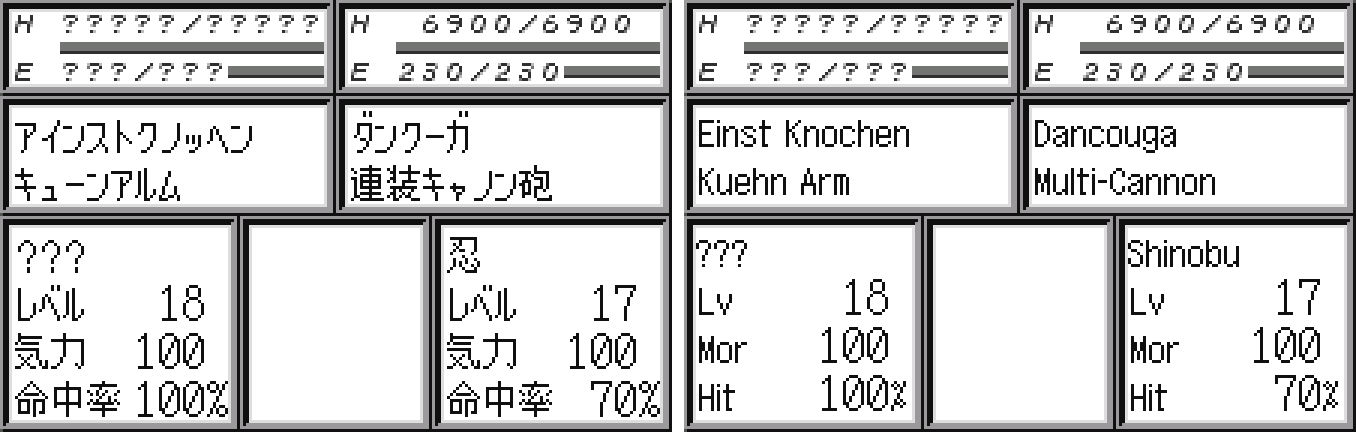 H ?????/?????
E ???/???
H 6900/6900
E 230/230
アインストクノッヘン
キューンアルム
ダンクーガ
連装キャノン砲
???
レベル 18
気力 100
命中率 100%
忍
レベル 17
気力 100
命中率 70%
H ?????/?????
E ???/???
H 6900/6900
E 230/230
Einst Knochen
Kuehn Arm
Dancouga
Multi-Cannon
???
Lv 18
Mor 100
Hit 100%
Shinobu
Lv 17
Mor 100
Hit 70%